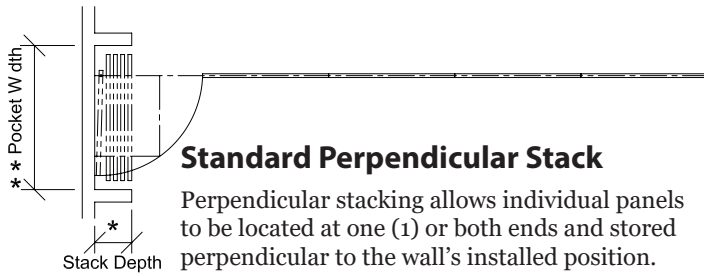 * * Pocket W dth
Standard Perpendicular Stack
Perpendicular stacking allows individual panels
to be located at one (1) or both ends and stored
perpendicular to the wall’s installed position.
*
Stack Depth